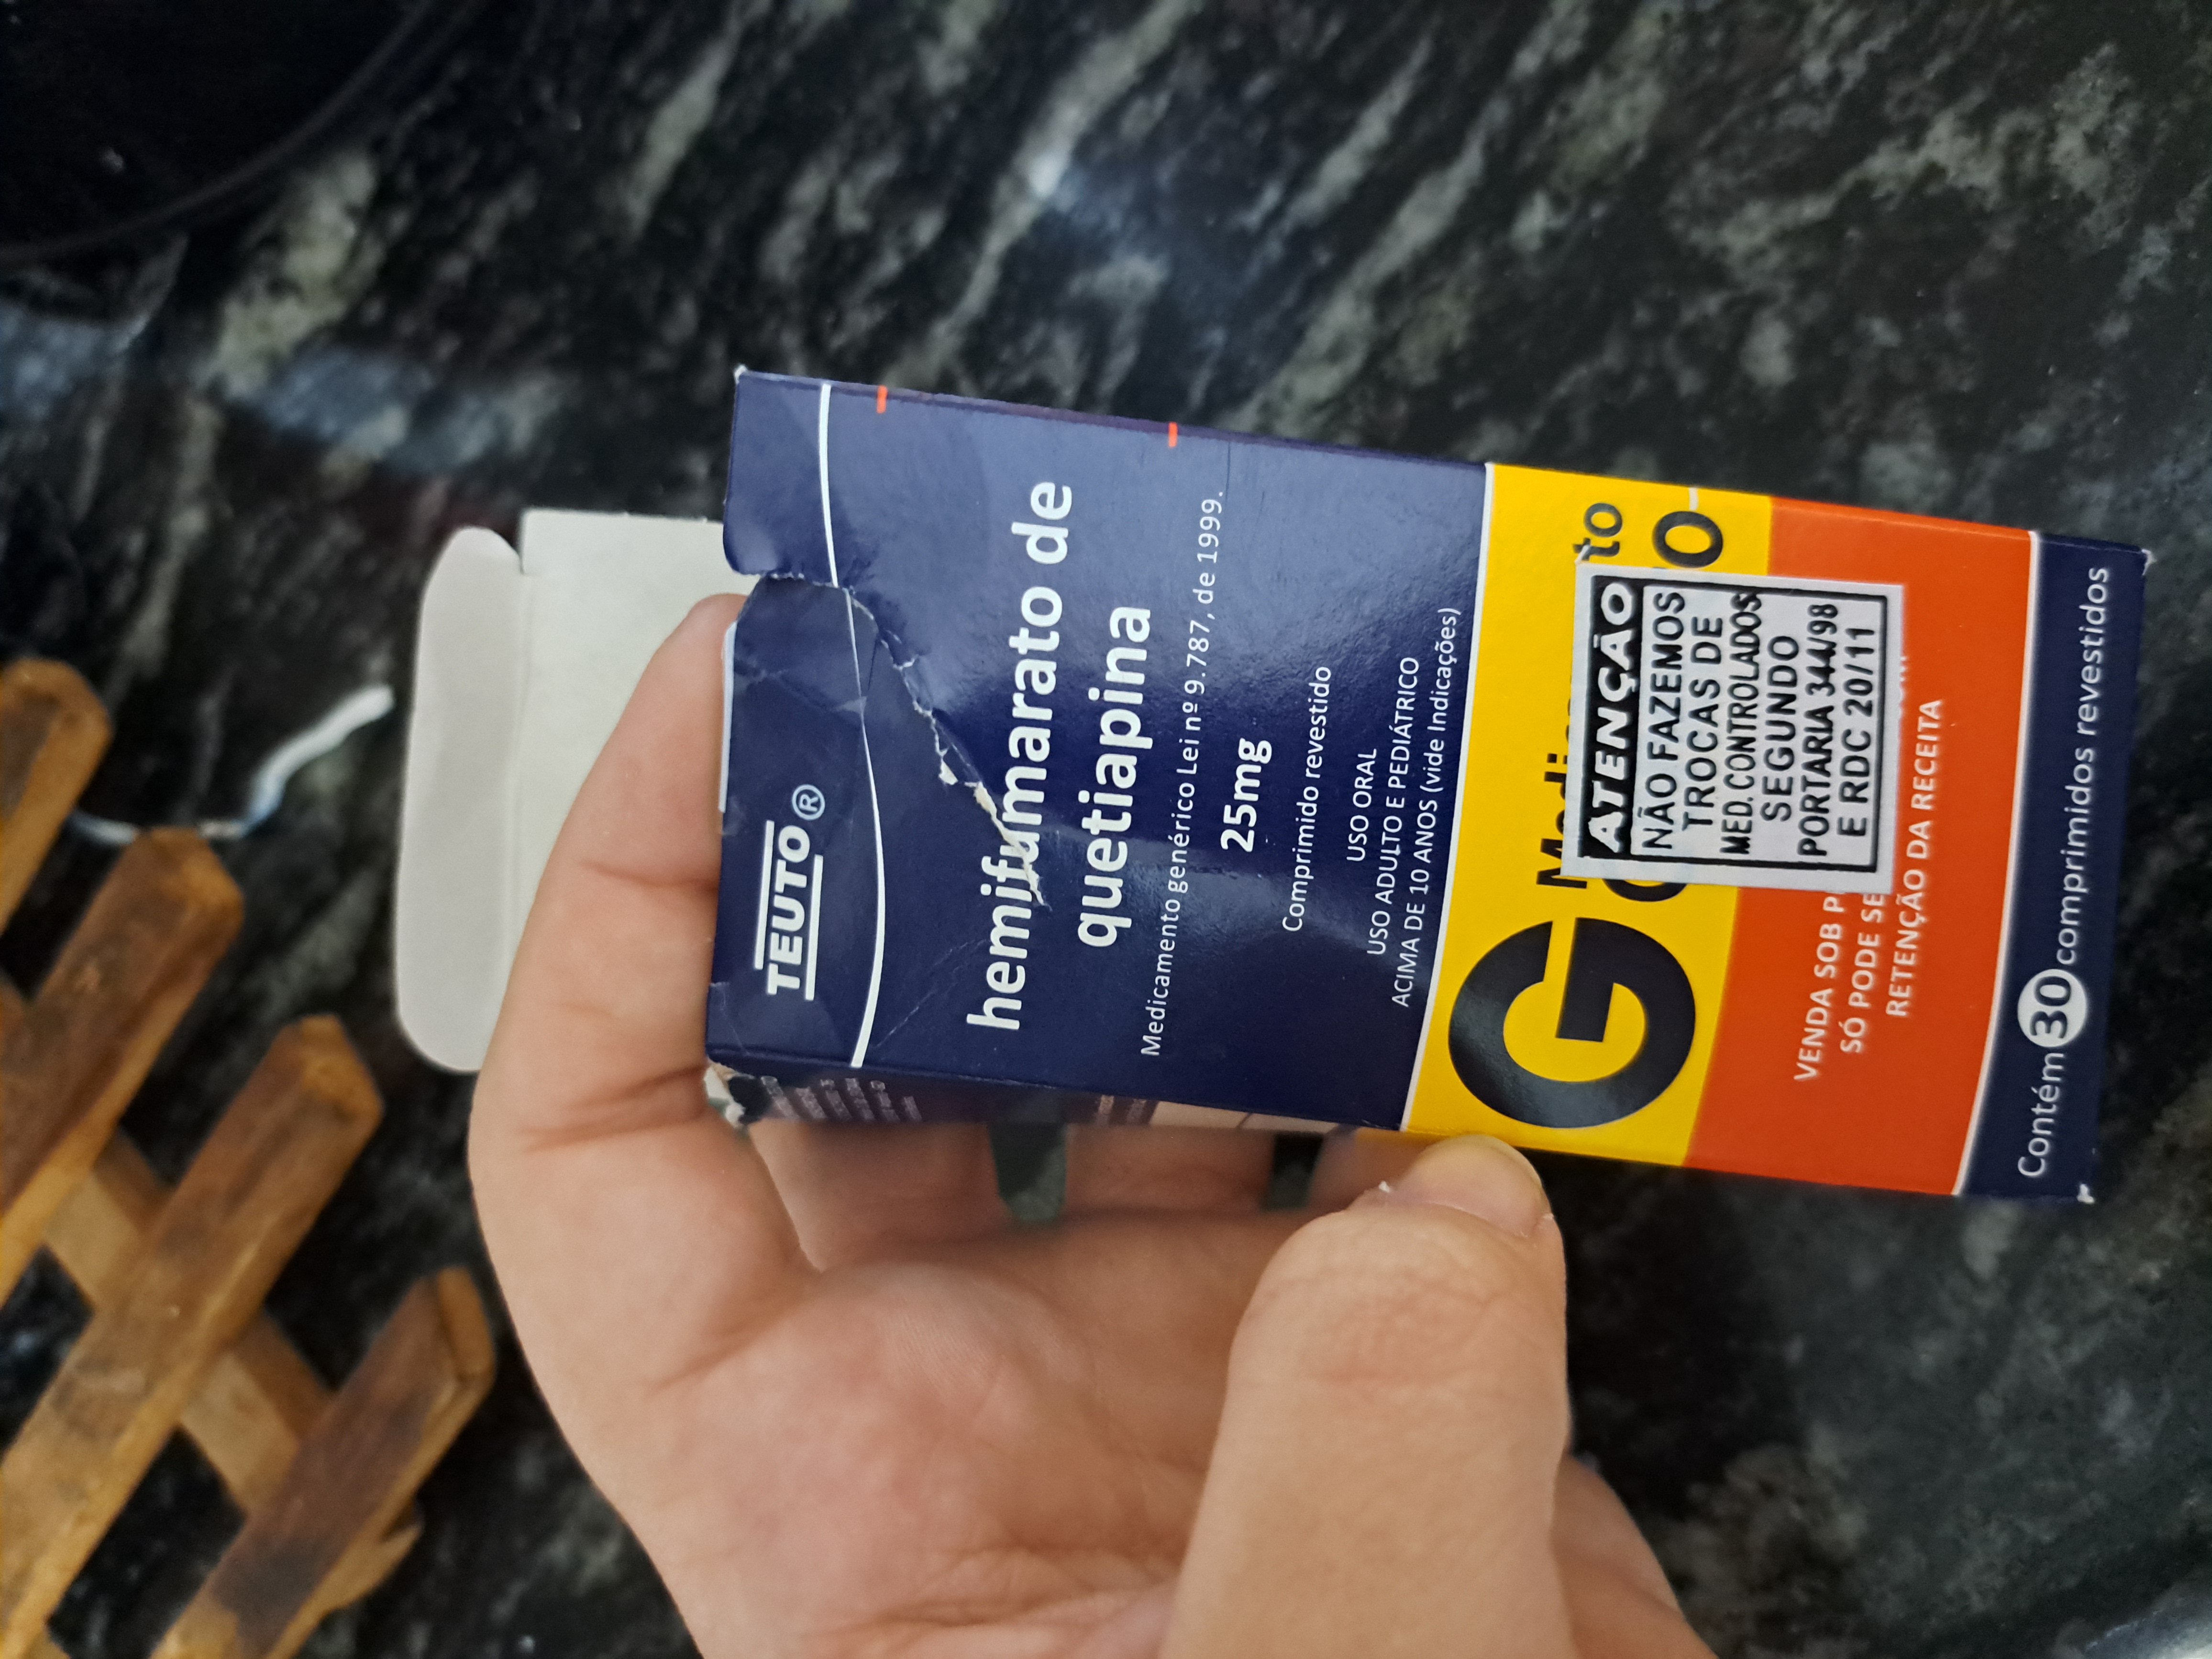 TEUTO ®
hemifumarato de
quetiapina
Medicamento genérico Lei nº 9.787, de 1999.
25mg
Comprimido revestido
USO ORAL
USO ADULTO E PEDIÁTRICO
ACIMA DE 10 ANOS (vide Indicações)
G
ATENÇÃO
NÃO FAZEMOS
TROCAS DE
MED. CONTROLADOS
SEGUNDO
PORTARIA 344/98
E RDC 20/11
VENDA SOB
SÓ PODE
RETENÇÃO DA RECEITA
Contém 30 comprimidos revestidos